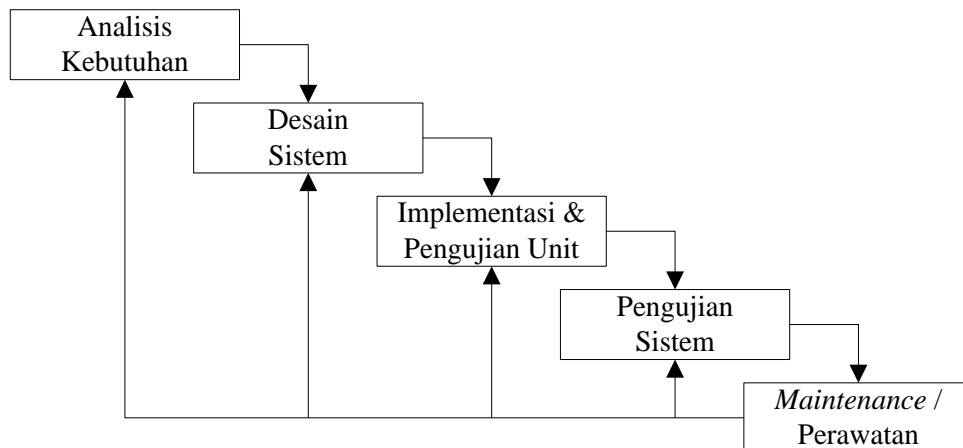 Analisis
Kebutuhan
Desain
Sistem
Implementasi &
Pengujian Unit
Pengujian
Sistem
Maintenance /
Perawatan